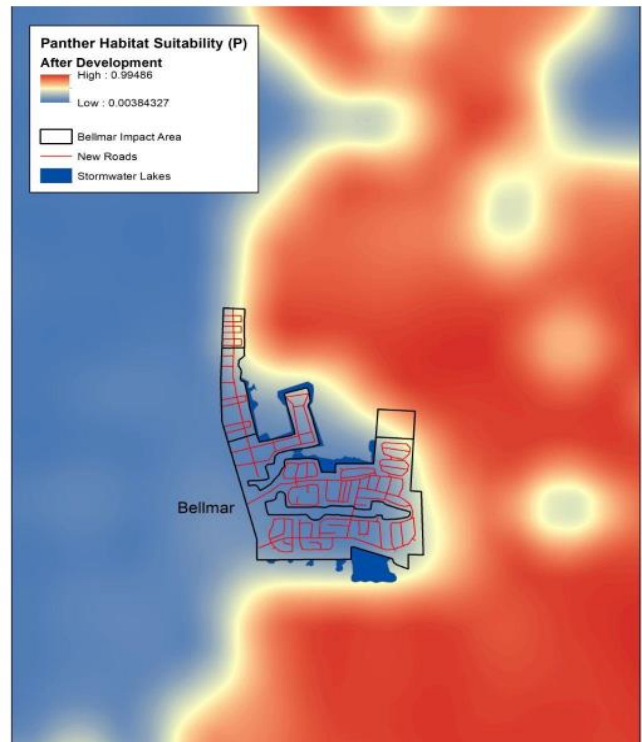 Panther Habitat Suitability (P)
After Development
High : 0.99486
Low : 0.00384327
Bellmar Impact Area
New Roads
Stormwater Lakes
Bellmar